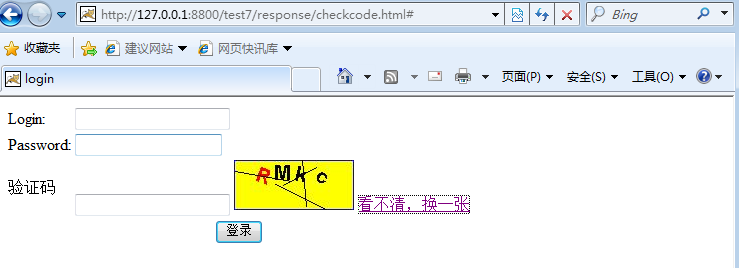 http://127.0.0.1:8800/test7/response/checkcode.html#
Bing
收藏夹 建议网站 网页快讯库
login
页面(P) 安全(S) 工具(O)
Login:
Password:
验证码
RMKc
看不清，换一张
登录